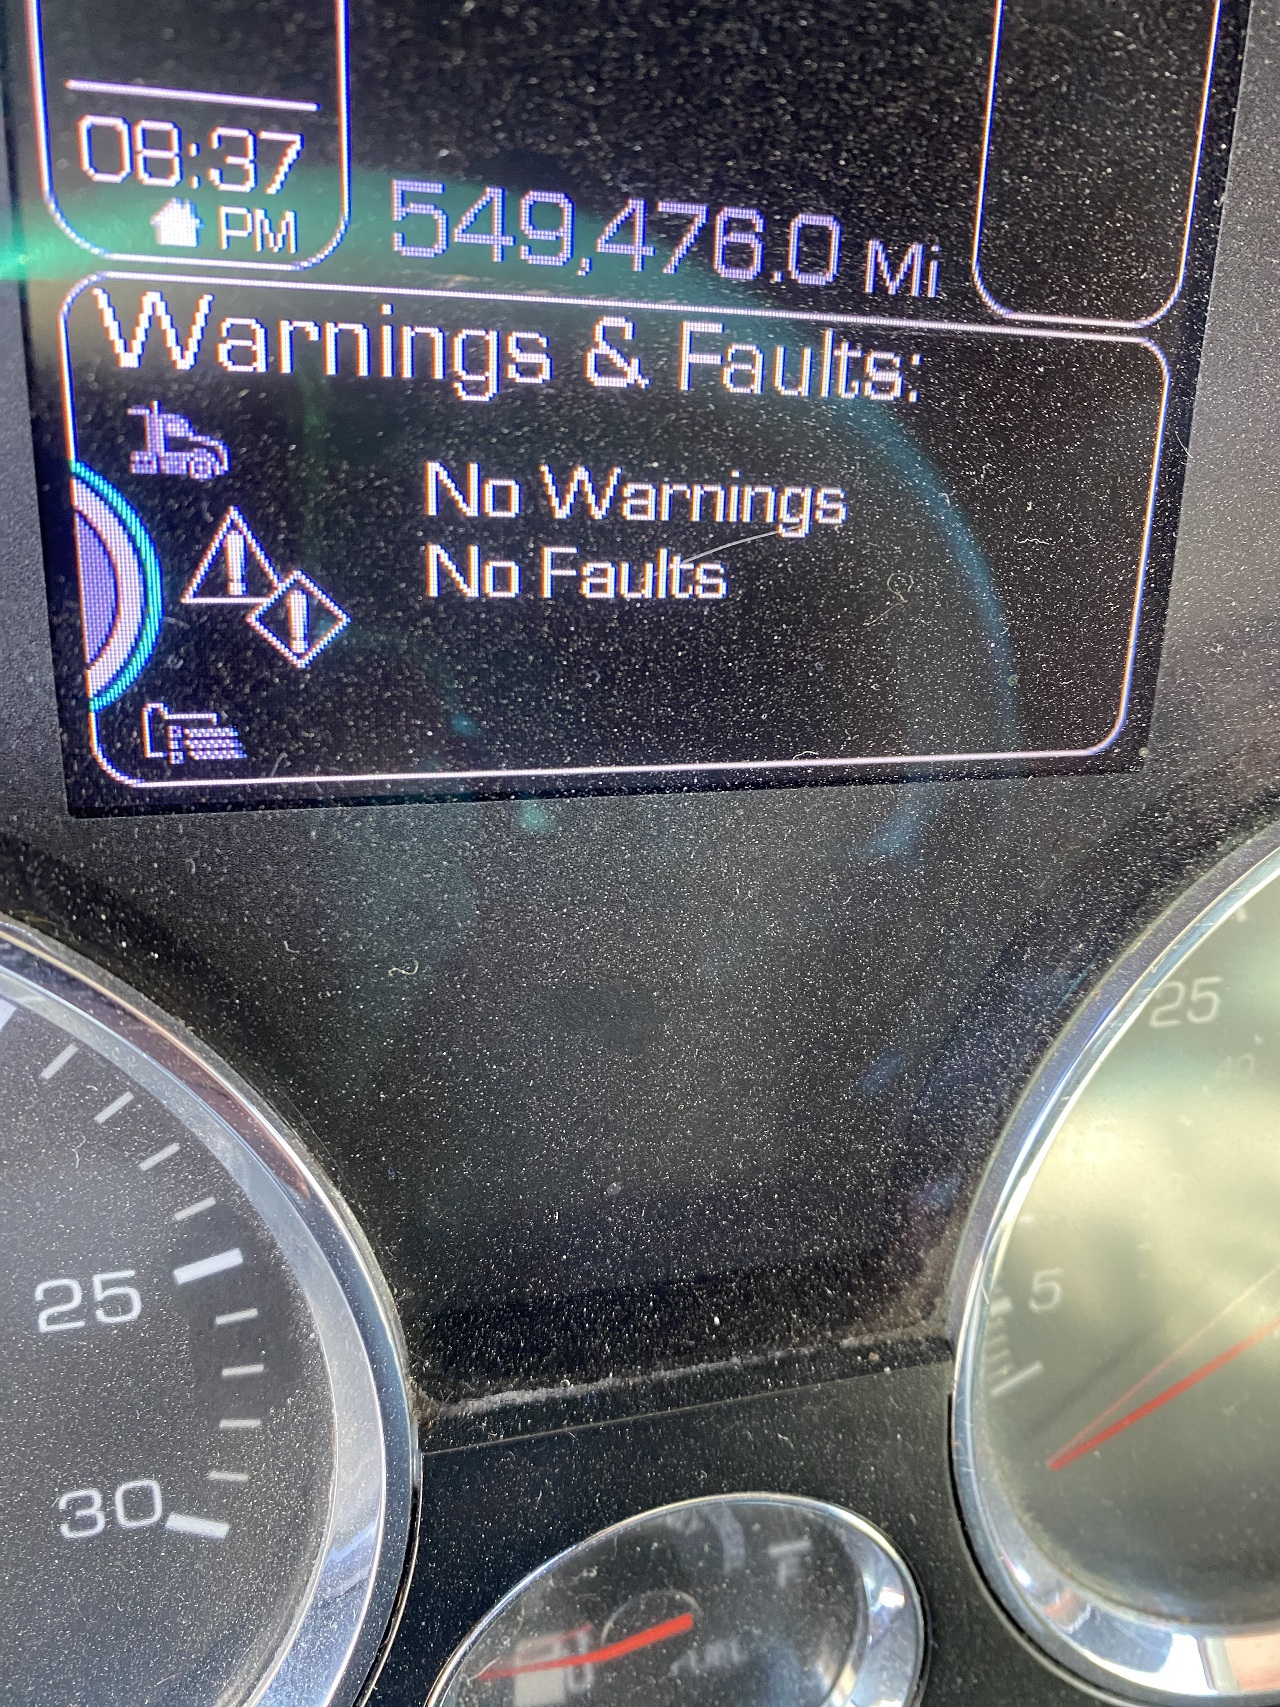 08:37
PM
549,476.0 Mi
Warnings & Faults:
No Warnings
No Faults
25
5
25
30